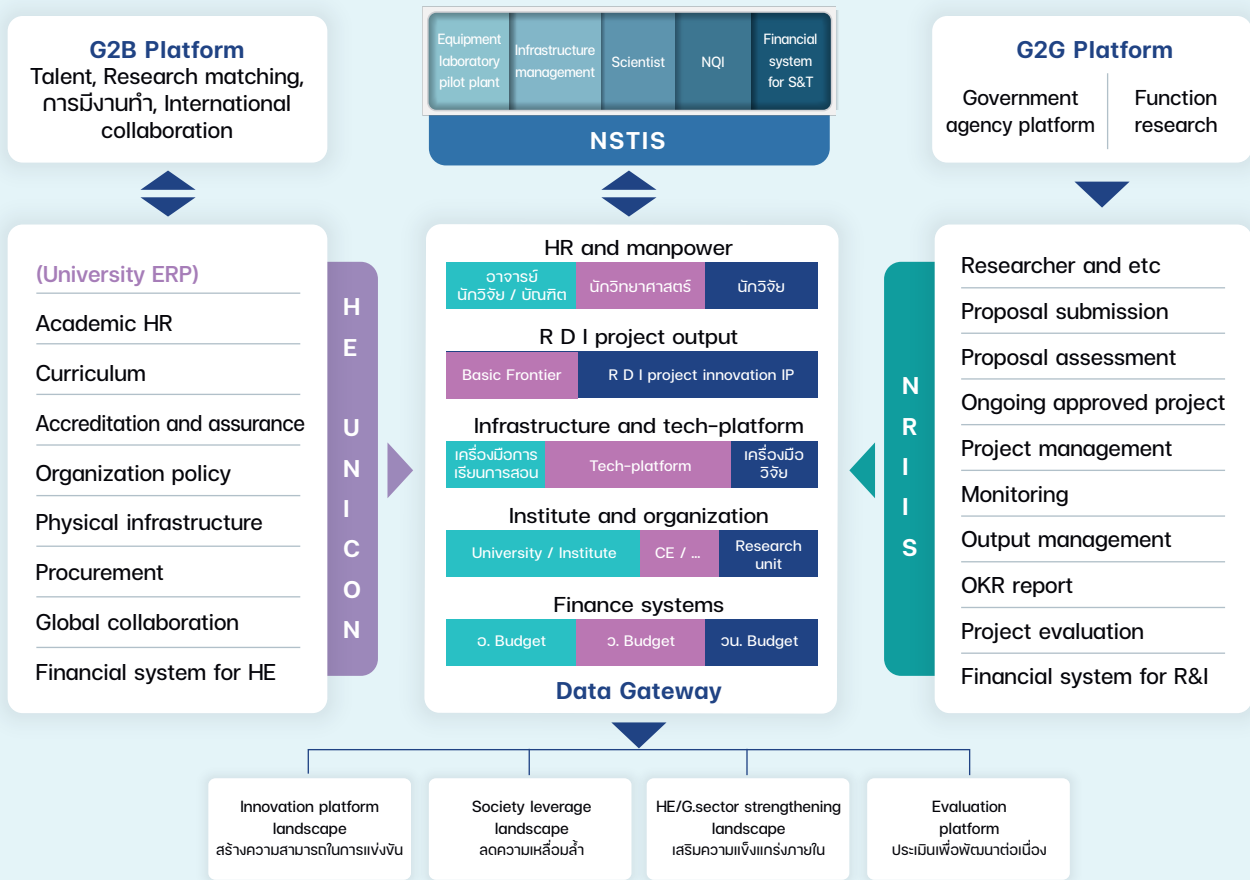 G2B Platform
Talent, Research matching,
การมีงานทำ, International
collaboration
Equipment
laboratory
pilot plant
Infrastructure
management
Scientist
NQI
Financial
system
for S&T
NSTIS
G2G Platform
Government
agency platform
Function
research
(University ERP)
Academic HR
Curriculum
Accreditation and assurance
Organization policy
Physical infrastructure
Procurement
Global collaboration
Financial system for HE
HE UNICON
HR and manpower
อาจารย์
นักวิจัย / บัณฑิต
นักวิทยาศาสตร์
นักวิจัย
R D I project output
Basic Frontier
R D I project innovation IP
Infrastructure and tech-platform
เครื่องมือการ
เรียนการสอน
Tech-platform
เครื่องมือ
วิจัย
Institute and organization
University / Institute
CE / ...
Research
unit
Finance systems
อ. Budget
ว. Budget
วน. Budget
Data Gateway
NRIIS
Researcher and etc
Proposal submission
Proposal assessment
Ongoing approved project
Project management
Monitoring
Output management
OKR report
Project evaluation
Financial system for R&I
Innovation platform
landscape
สร้างความสามารถในการแข่งขัน
Society leverage
landscape
ลดความเหลื่อมล้ำ
HE/G.sector strengthening
landscape
เสริมความแข็งแกร่งภายใน
Evaluation
platform
ประเมินเพื่อพัฒนาต่อเนื่อง